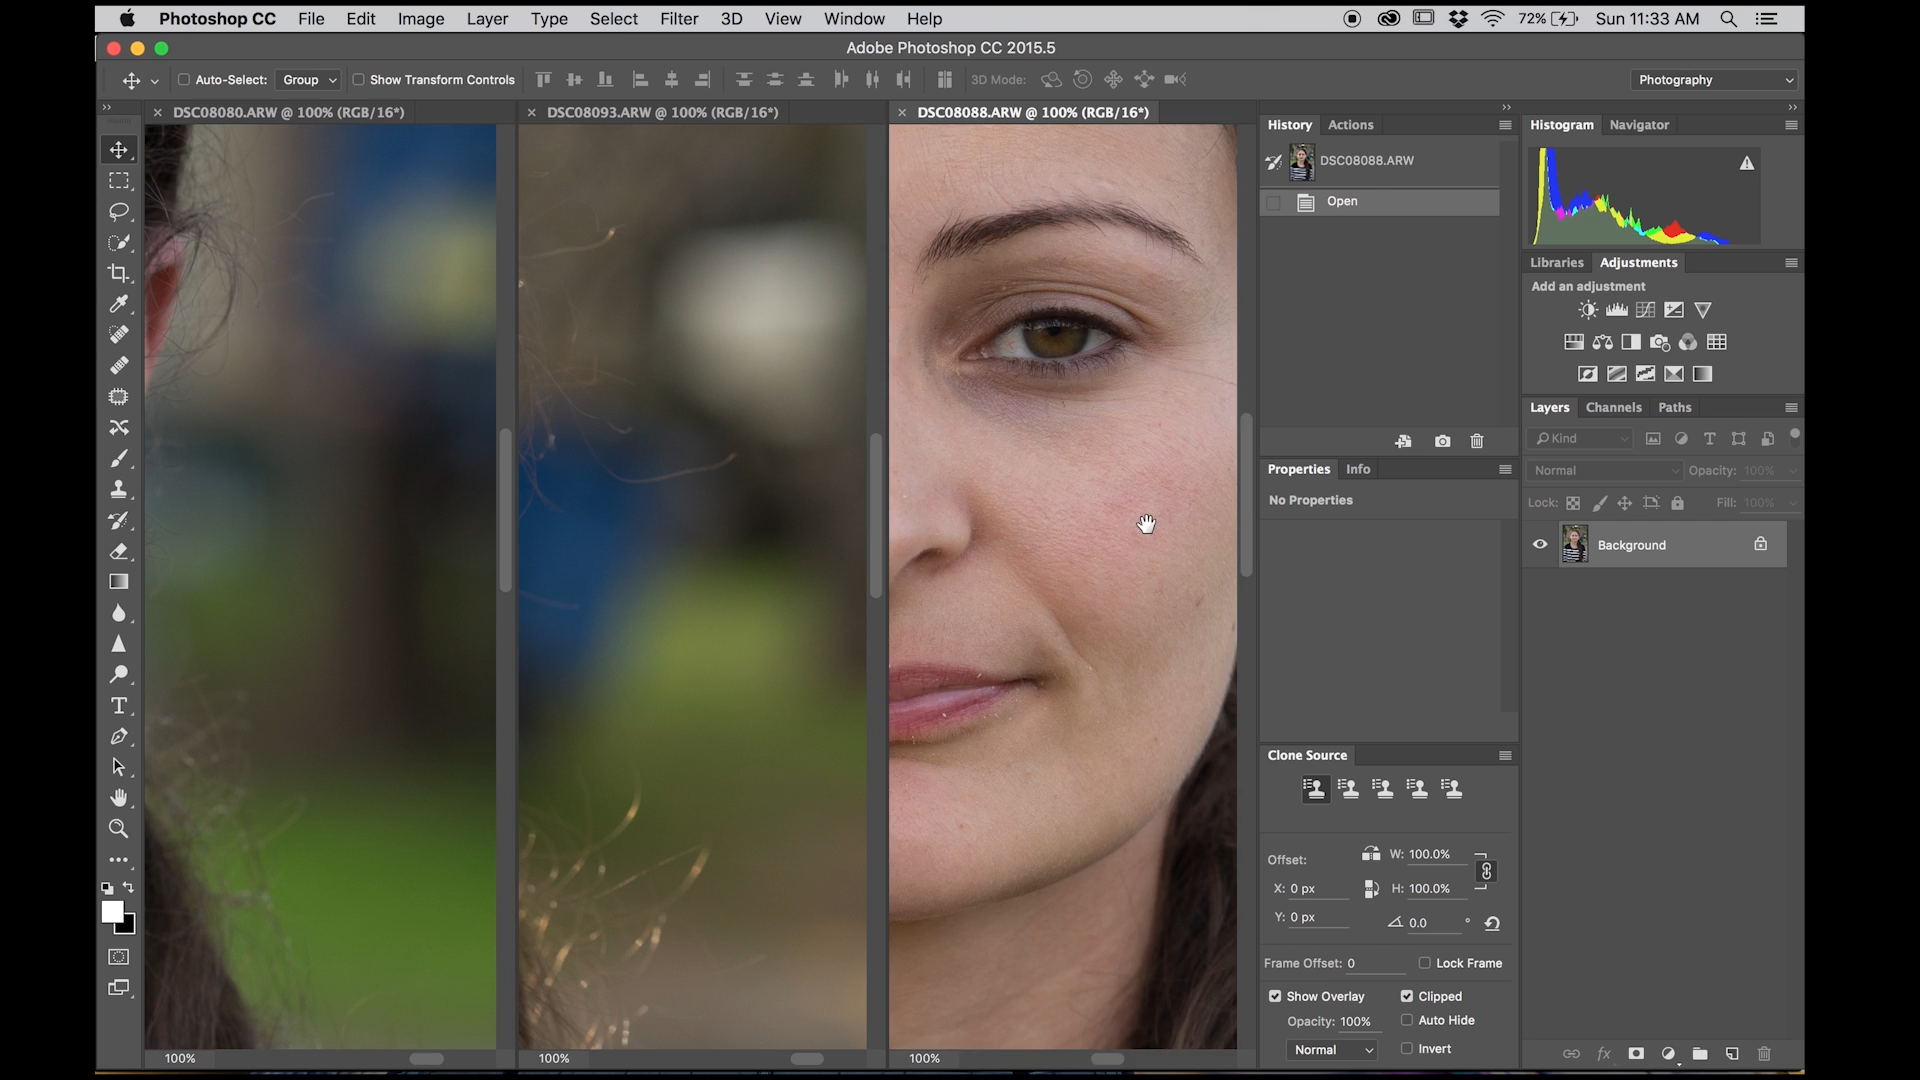 Photoshop CC File Edit Image Layer Type Select Filter 3D View Window Help 72% Sun 11:33 AM
Adobe Photoshop CC 2015.5
Auto-Select: Group Show Transform Controls 3D Mode: Photography
× DSC08080.ARW @ 100% (RGB/16*) × DSC08093.ARW @ 100% (RGB/16*) × DSC08088.ARW @ 100% (RGB/16*)
History Actions
DSC08088.ARW
Open
Properties Info
No Properties
Clone Source
Offset: W: 100.0%
X: 0 px H: 100.0%
Y: 0 px 0.0 °
Frame Offset: 0 Lock Frame
Show Overlay Clipped
Opacity: 100% Auto Hide
Normal Invert
Histogram Navigator
Libraries Adjustments
Add an adjustment
Layers Channels Paths
Kind
Normal Opacity: 100%
Lock: Fill: 100%
Background
fx
100% 100% 100%